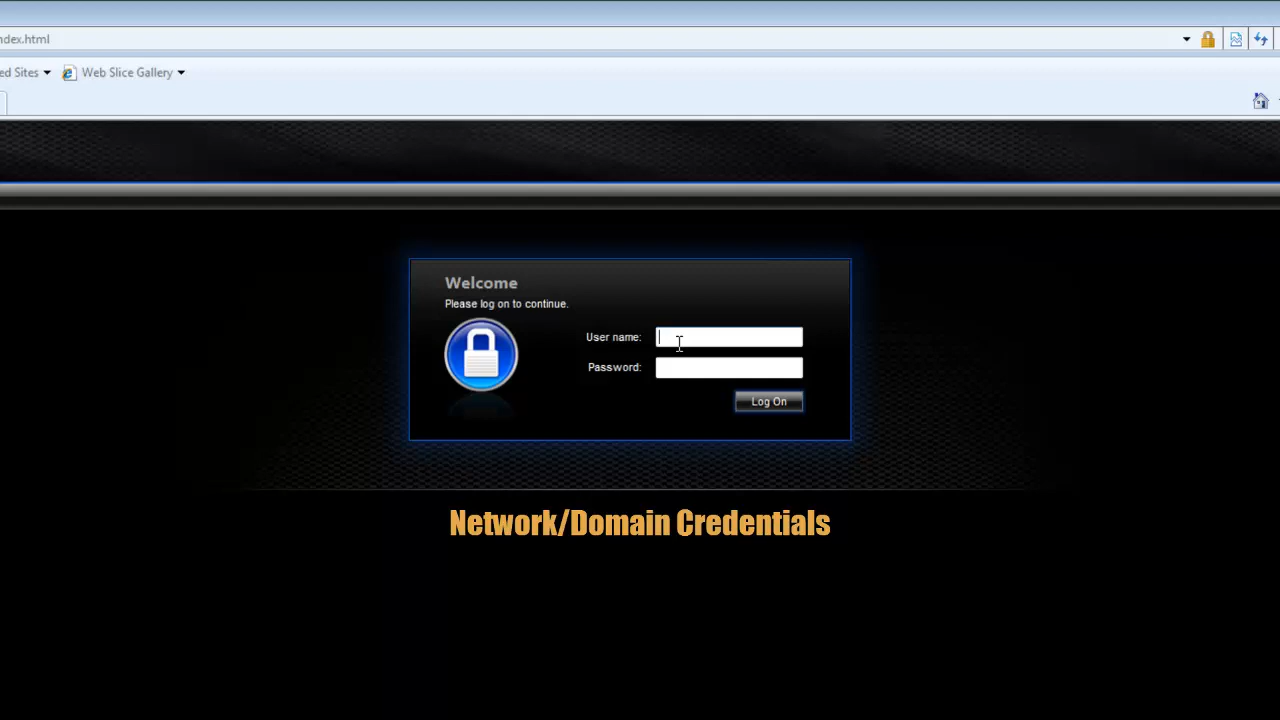 ndex.html
ed Sites
Web Slice Gallery
Welcome
Please log on to continue.
User name:
Password:
Log On
Network/Domain Credentials